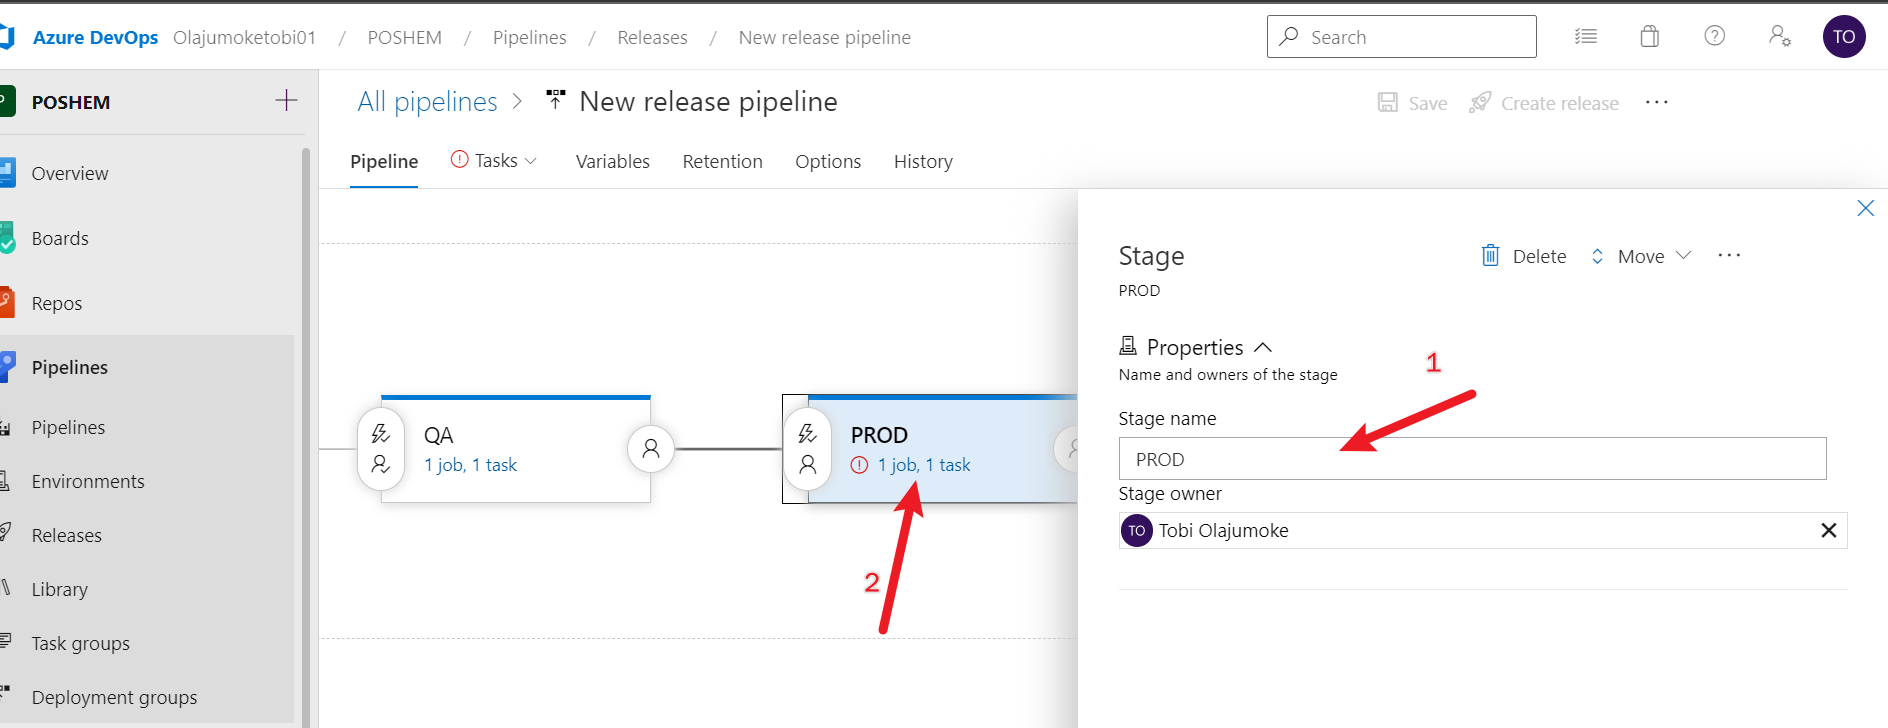 Azure DevOps Olajumoketobi01 / POSHEM / Pipelines / Releases / New release pipeline
Search
TO
P POSHEM
All pipelines > New release pipeline
Save Create release ...
Pipeline Tasks Variables Retention Options History
Overview
Boards
Repos
Pipelines
Pipelines
Environments
Releases
Library
Task groups
Deployment groups
QA
1 job, 1 task
PROD
1 job, 1 task
2
Stage
Delete Move ...
PROD
Properties
Name and owners of the stage
1
Stage name
PROD
Stage owner
TO Tobi Olajumoke